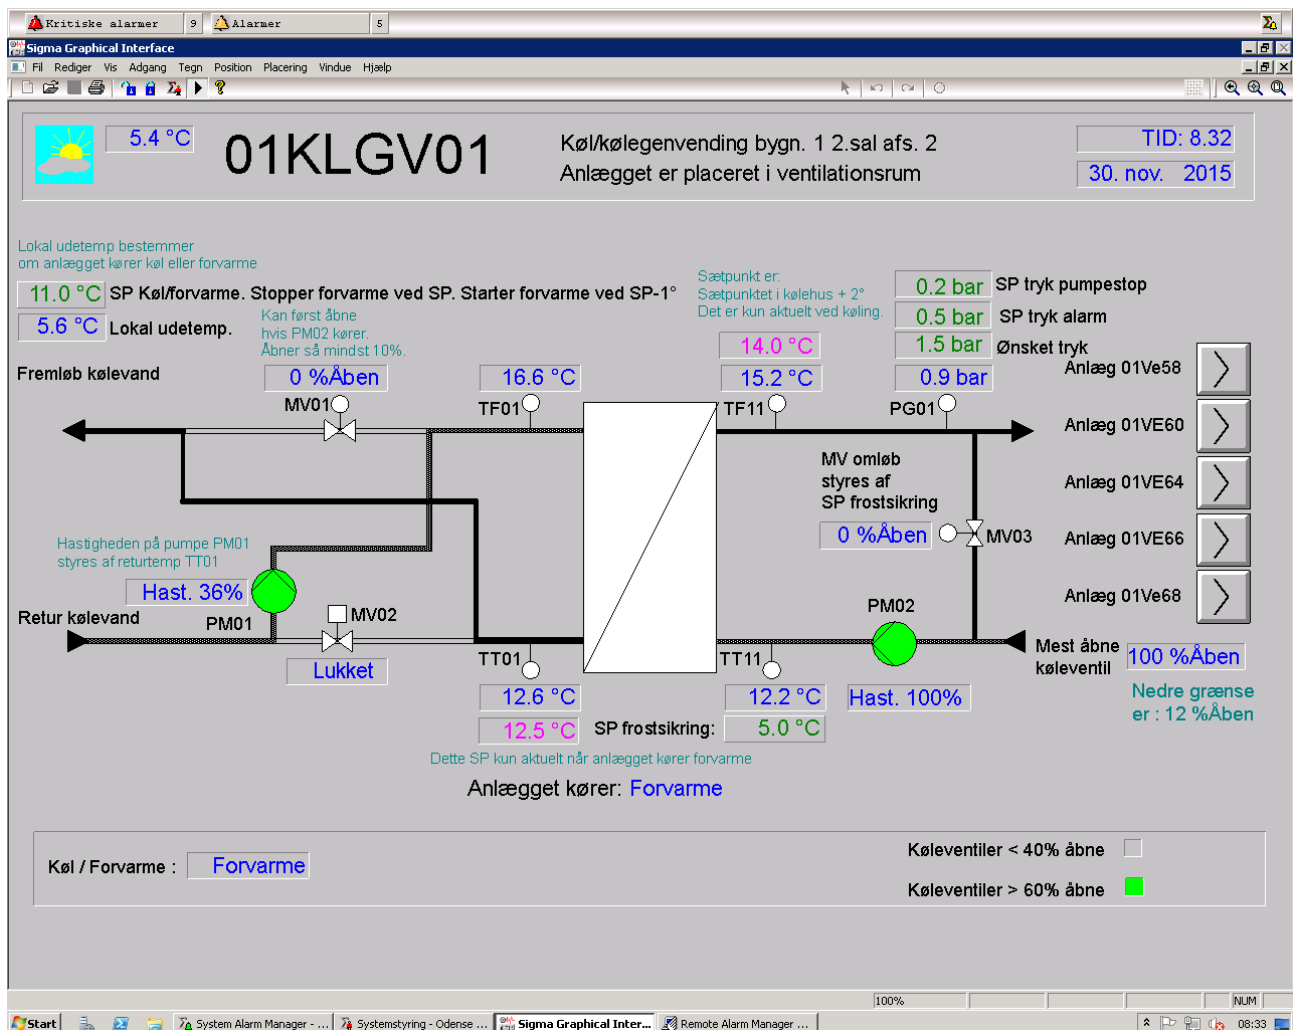 Kritiske alarmer 9 Alarmer 5
Sigma Graphical Interface
Fil Rediger Vis Adgang Tegn Position Placering Vindue Hjælp
5.4 °C
01KLGV01
Køl/kølegenvending bygn. 1 2.sal afs. 2
Anlægget er placeret i ventilationsrum
TID: 8.32
30. nov. 2015
Lokal udetemp bestemmer
om anlægget kører køl eller forvarme
11.0 °C SP Køl/forvarme. Stopper forvarme ved SP. Starter forvarme ved SP-1°
5.6 °C Lokal udetemp.
Kan først åbne
hvis PM02 kører.
Åbner så mindst 10%.
Sætpunkt er:
Sætpunktet i kølehus + 2°
Det er kun aktuelt ved køling.
0.2 bar SP tryk pumpestop
0.5 bar SP tryk alarm
1.5 bar Ønsket tryk
14.0 °C
Fremløb kølevand
0 %Åben
16.6 °C
15.2 °C
0.9 bar
MV01
TF01
TF11
PG01
Anlæg 01Ve58
Anlæg 01VE60
Anlæg 01VE64
Anlæg 01VE66
Anlæg 01Ve68
MV omløb
styres af
SP frostsikring
0 %Åben
MV03
Hastigheden på pumpe PM01
styres af returtemp TT01
Hast. 36%
Retur kølevand
PM01
MV02
Lukket
PM02
TT01
TT11
12.6 °C
12.2 °C
Hast. 100%
Mest åbne
køleventil
100 %Åben
Nedre grænse
er : 12 %Åben
12.5 °C
SP frostsikring:
5.0 °C
Dette SP kun aktuelt når anlægget kører forvarme
Anlægget kører: Forvarme
Køl / Forvarme : Forvarme
Køleventiler < 40% åbne
Køleventiler > 60% åbne
100%
NUM
Start
System Alarm Manager - ...
Systemstyring - Odense ...
Sigma Graphical Inter...
Remote Alarm Manager ...
08:33